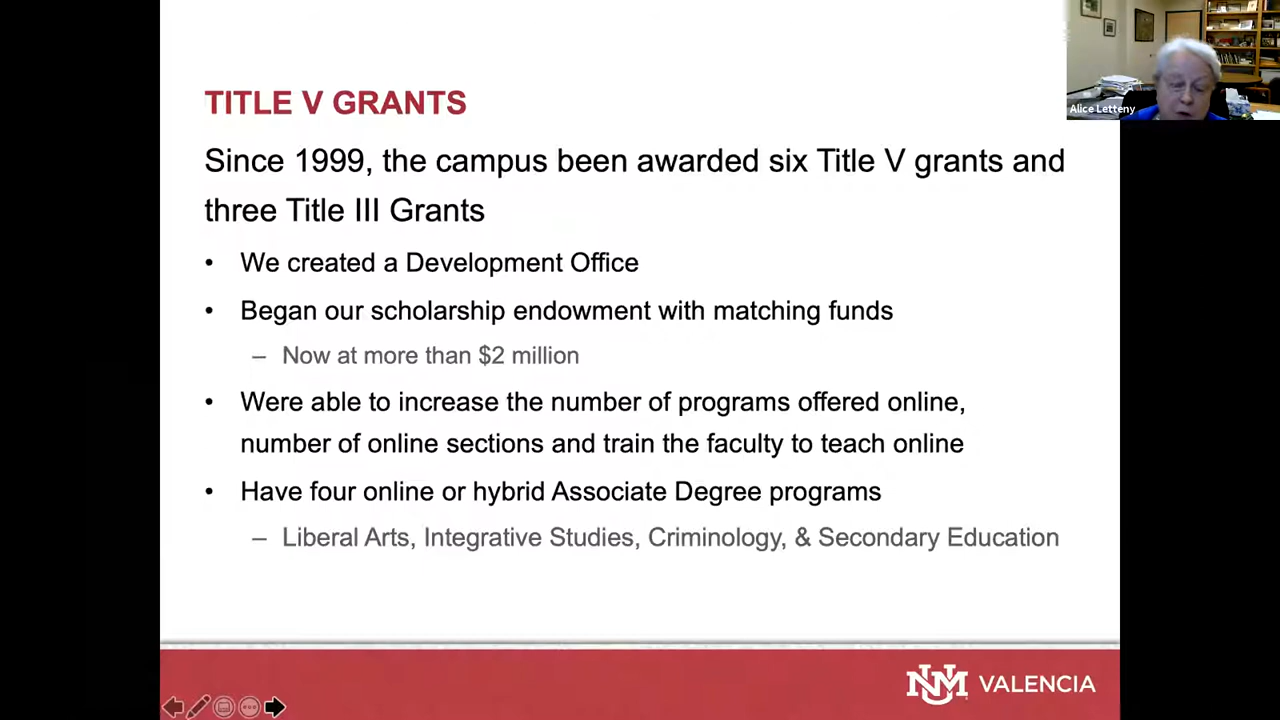 TITLE V GRANTS
Since 1999, the campus been awarded six Title V grants and
three Title III Grants
• We created a Development Office
• Began our scholarship endowment with matching funds
– Now at more than $2 million
• Were able to increase the number of programs offered online,
number of online sections and train the faculty to teach online
• Have four online or hybrid Associate Degree programs
– Liberal Arts, Integrative Studies, Criminology, & Secondary Education
Alice Letteny
UNM VALENCIA